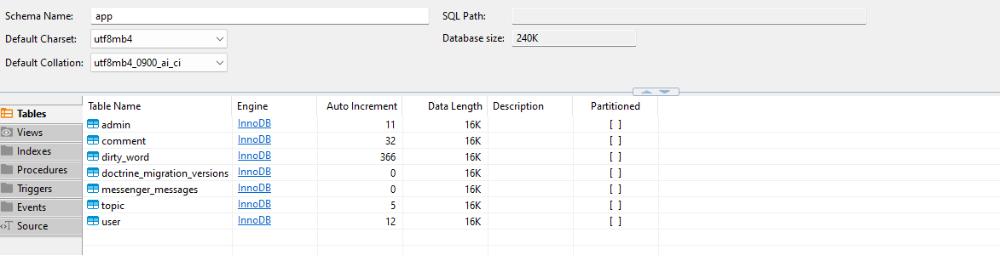 Schema Name: app SQL Path:
Default Charset: utf8mb4 Database size: 240K
Default Collation: utf8mb4_0900_ai_ci
Tables
Views
Indexes
Procedures
Triggers
Events
Source
Table Name Engine Auto Increment Data Length Description Partitioned
admin InnoDB 11 16K [ ]
comment InnoDB 32 16K [ ]
dirty_word InnoDB 366 16K [ ]
doctrine_migration_versions InnoDB 0 16K [ ]
messenger_messages InnoDB 0 16K [ ]
topic InnoDB 5 16K [ ]
user InnoDB 12 16K [ ]